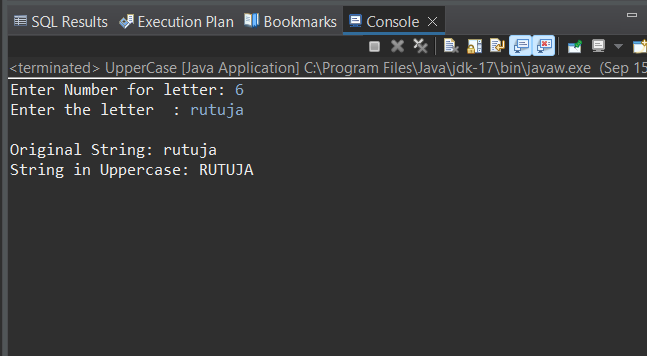 SQL Results Execution Plan Bookmarks Console
<terminated> UpperCase [Java Application] C:\Program Files\Java\jdk-17\bin\javaw.exe (Sep 15
Enter Number for letter: 6
Enter the letter  : rutuja
Original String: rutuja
String in Uppercase: RUTUJA